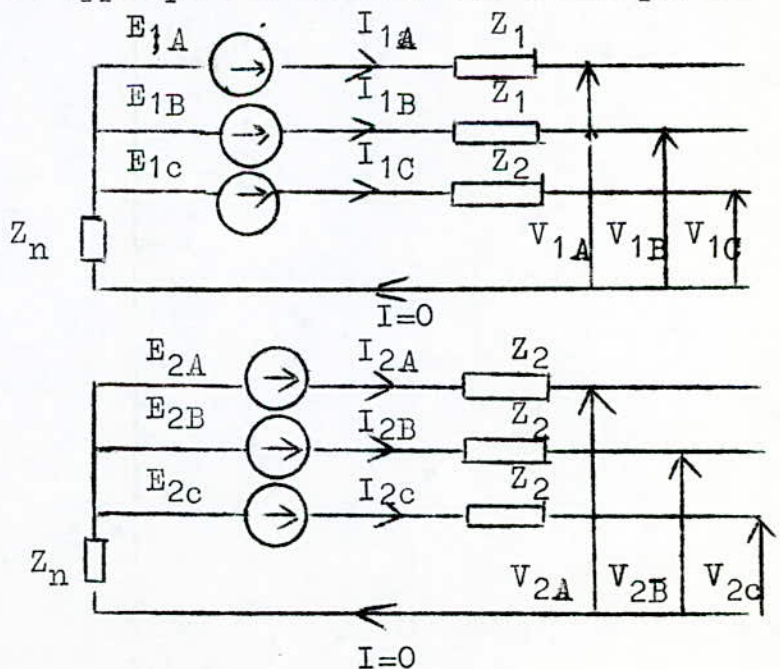 E1A I1A Z1
E1B I1B Z1
E1c I1C Z2
Zn V1A V1B V1C
I=0
E2A I2A Z2
E2B I2B Z2
E2c I2c Z2
Zn V2A V2B V2c
I=0